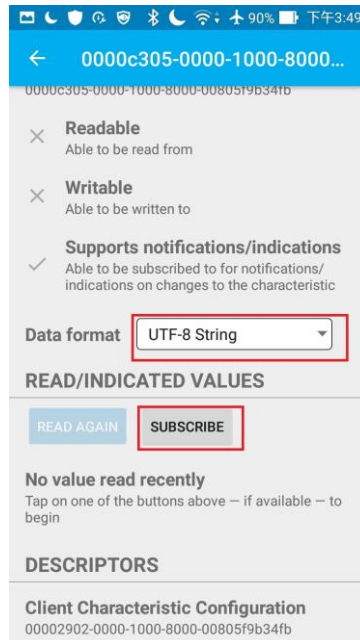 90% 下午3:49
0000c305-0000-1000-8000...
0000c305-0000-1000-8000-00805f9b34fb
Readable
Able to be read from
Writable
Able to be written to
Supports notifications/indications
Able to be subscribed to for notifications/
indications on changes to the characteristic
Data format UTF-8 String
READ/INDICATED VALUES
READ AGAIN SUBSCRIBE
No value read recently
Tap on one of the buttons above — if available — to
begin
DESCRIPTORS
Client Characteristic Configuration
00002902-0000-1000-8000-00805f9b34fb